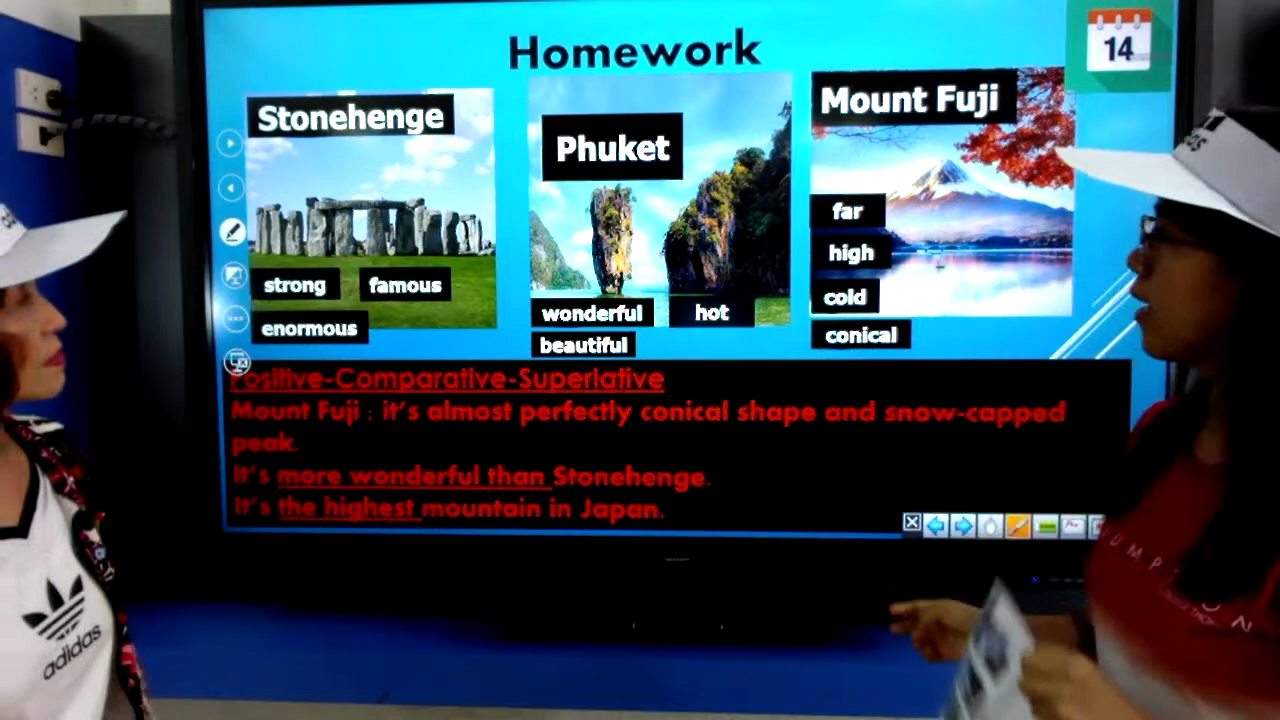 Homework
14
Stonehenge
Phuket
Mount Fuji
far
high
cold
conical
strong famous
enormous
wonderful hot
beautiful
Positive-Comparative-Superlative
Mount Fuji ; it's almost perfectly conical shape and snow-capped
peak.
It's more wonderful than Stonehenge.
It's the highest mountain in Japan.
adidas